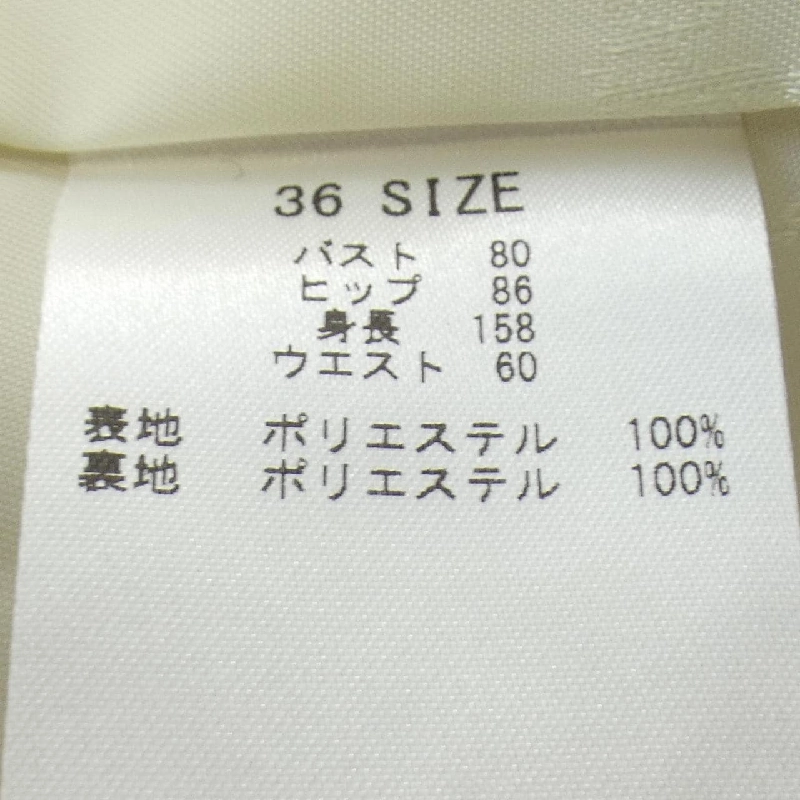 36 SIZE
バスト 80
ヒップ 86
身長 158
ウエスト 60
表地 ポリエステル 100%
裏地 ポリエステル 100%